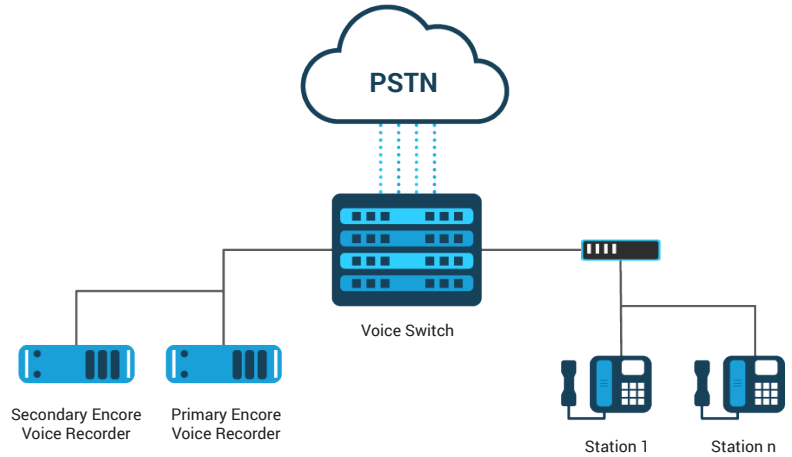 PSTN
Voice Switch
Secondary Encore
Voice Recorder
Primary Encore
Voice Recorder
Station 1
Station n